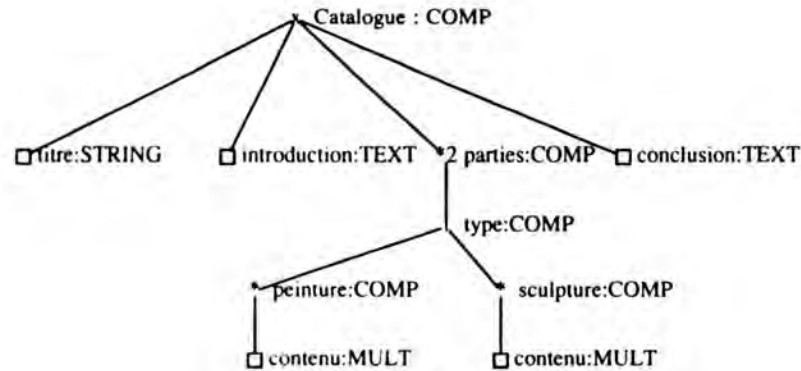 * Catalogue : COMP
titre:STRING introduction:TEXT *2 parties:COMP conclusion:TEXT
type:COMP
* peinture:COMP * sculpture:COMP
contenu:MULT contenu:MULT